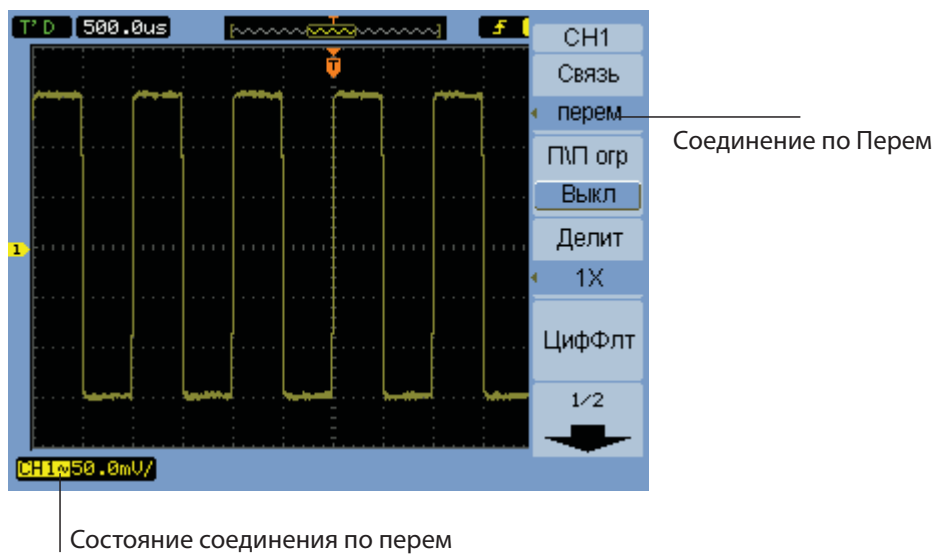 T'D 500.0us
T
CH1
Связь
перем
Соединение по Перем
П\П огр
Выкл
Делит
1
1X
ЦифФлт
1/2
CH1~50.0mV/
Состояние соединения по перем